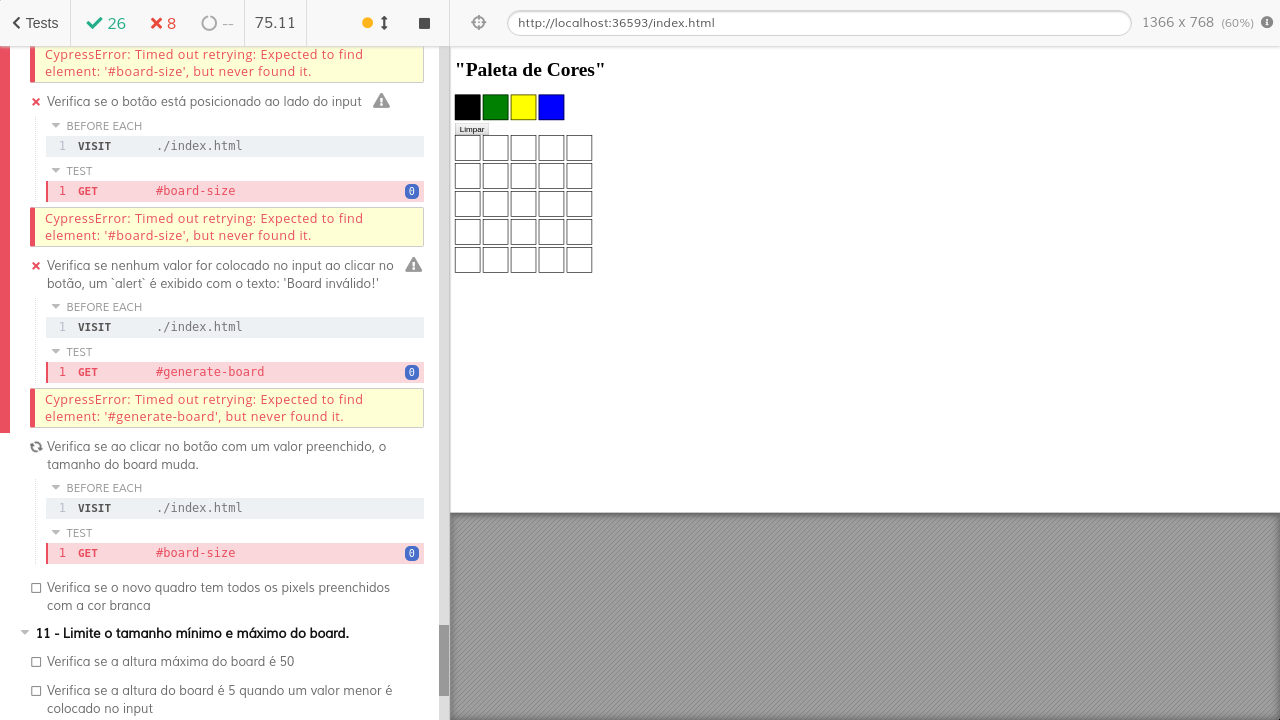 Tests
26
8
--
75.11
http://localhost:36593/index.html
1366 x 768 (60%)
CypressError: Timed out retrying: Expected to find
element: '#board-size', but never found it.
Verifica se o botão está posicionado ao lado do input
BEFORE EACH
1 VISIT ./index.html
TEST
1 GET #board-size 0
CypressError: Timed out retrying: Expected to find
element: '#board-size', but never found it.
Verifica se nenhum valor for colocado no input ao clicar no
botão, um `alert` é exibido com o texto: 'Board inválido!'
BEFORE EACH
1 VISIT ./index.html
TEST
1 GET #generate-board 0
CypressError: Timed out retrying: Expected to find
element: '#generate-board', but never found it.
Verifica se ao clicar no botão com um valor preenchido, o
tamanho do board muda.
BEFORE EACH
1 VISIT ./index.html
TEST
1 GET #board-size 0
Verifica se o novo quadro tem todos os pixels preenchidos
com a cor branca
11 - Limite o tamanho mínimo e máximo do board.
Verifica se a altura máxima do board é 50
Verifica se a altura do board é 5 quando um valor menor é
colocado no input
"Paleta de Cores"
Limpar